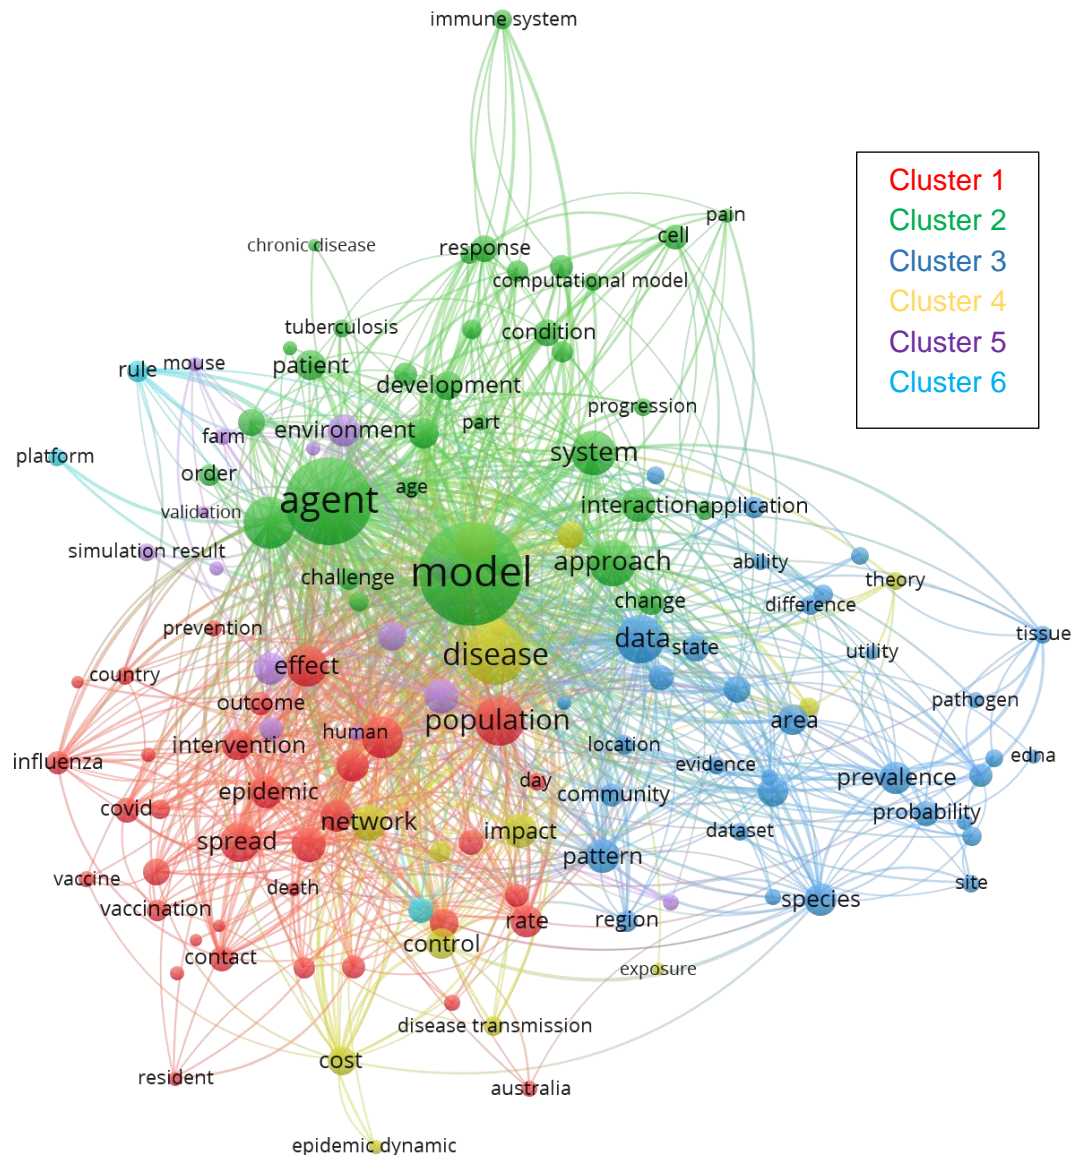 immune system
Cluster 1
Cluster 2
Cluster 3
Cluster 4
Cluster 5
Cluster 6
pain
cell
chronic disease
response
computational model
tuberculosis
condition
rule
mouse
patient
development
progression
farm
environment
part
system
platform
order
agent
age
interaction
application
validation
simulation result
challenge
model
approach
ability
theory
change
difference
prevention
disease
data
state
utility
tissue
country
effect
outcome
population
area
pathogen
influenza
intervention
human
location
evidence
prevalence
edna
covid
epidemic
day
community
probability
spread
network
impact
dataset
pattern
vaccine
death
vaccination
rate
region
species
site
contact
control
exposure
disease transmission
cost
resident
australia
epidemic dynamic